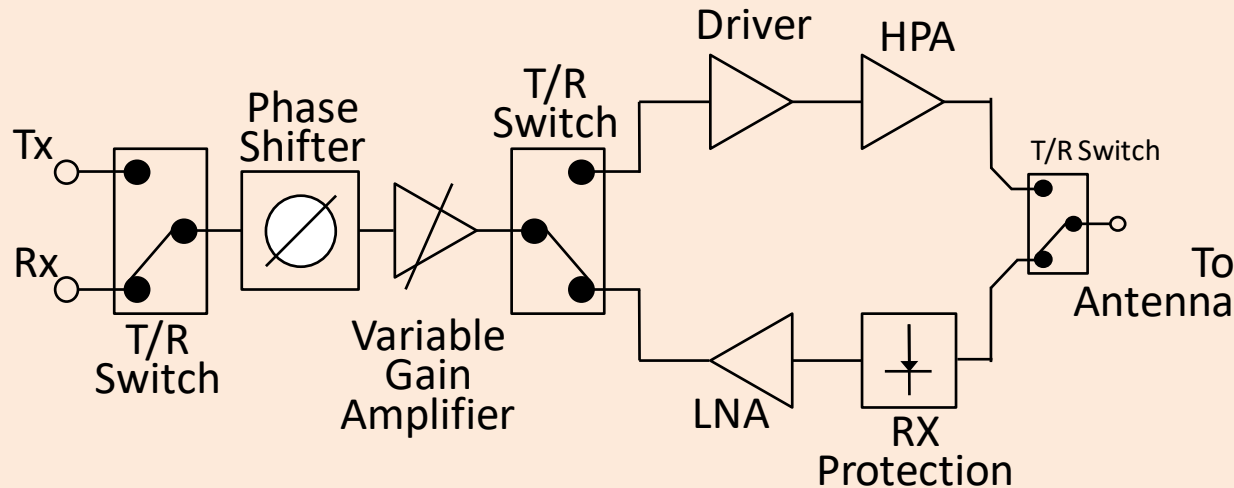 Driver
HPA
T/R
Switch
Phase
Shifter
Tx
T/R Switch
Rx
To
Antenna
T/R
Switch
Variable
Gain
Amplifier
LNA
RX
Protection